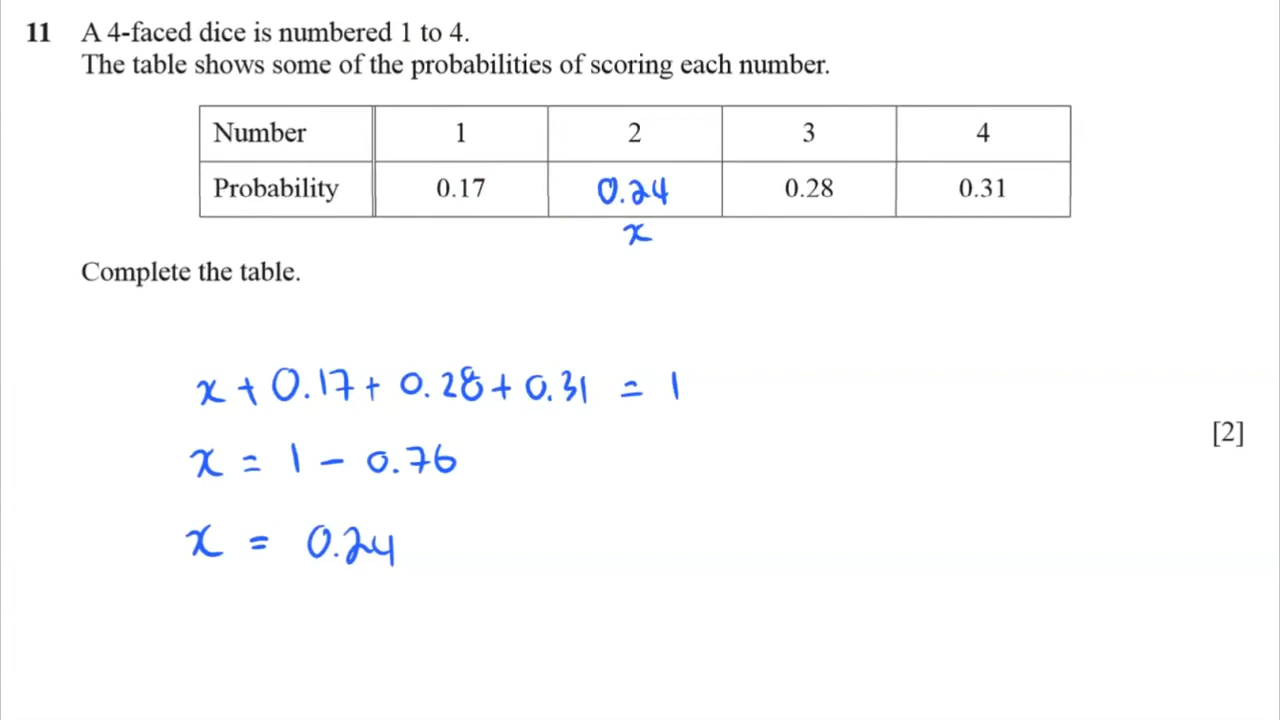 11 A 4-faced dice is numbered 1 to 4.
The table shows some of the probabilities of scoring each number.
Number 1 2 3 4
Probability 0.17 0.24 0.28 0.31
x
Complete the table.
x + 0.17 + 0.28 + 0.31 = 1
[2]
x = 1 - 0.76
x = 0.24